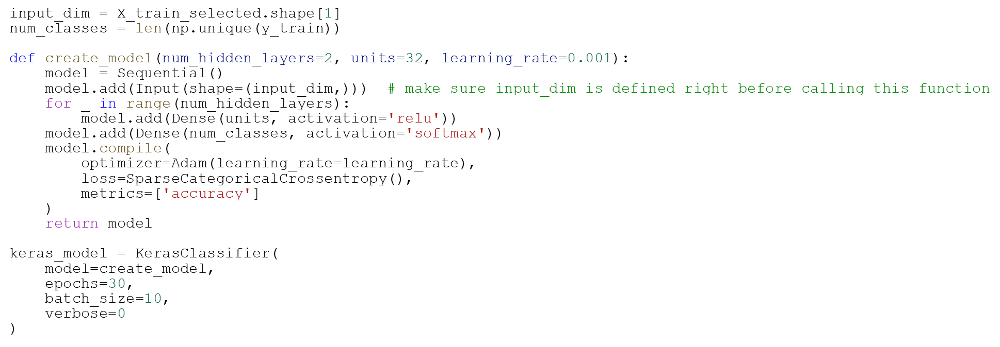 input_dim = X_train_selected.shape[1]
num_classes = len(np.unique(y_train))

def create_model(num_hidden_layers=2, units=32, learning_rate=0.001):
    model = Sequential()
    model.add(Input(shape=(input_dim,)))  # make sure input_dim is defined right before calling this function
    for _ in range(num_hidden_layers):
        model.add(Dense(units, activation='relu'))
    model.add(Dense(num_classes, activation='softmax'))
    model.compile(
        optimizer=Adam(learning_rate=learning_rate),
        loss=SparseCategoricalCrossentropy(),
        metrics=['accuracy']
    )
    return model

keras_model = KerasClassifier(
    model=create_model,
    epochs=30,
    batch_size=10,
    verbose=0
)